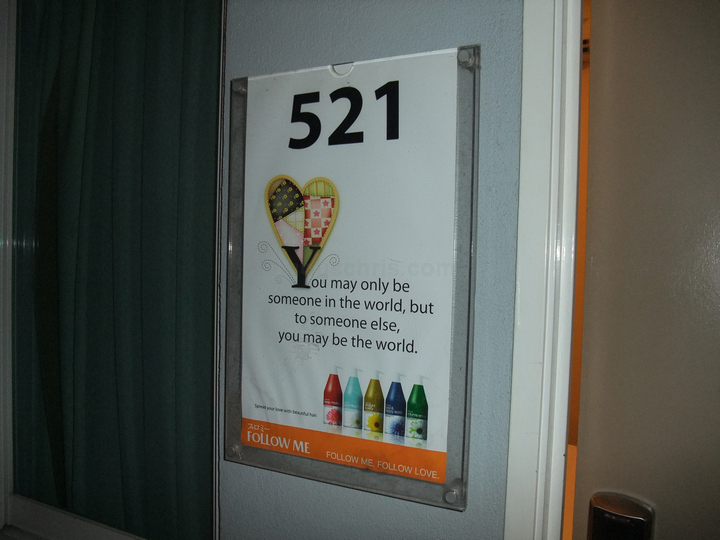 521
You may only be
someone in the world, but
to someone else,
you may be the world.
Spread your love with beautiful hair.
FOLLOW ME
FOLLOW ME, FOLLOW LOVE.